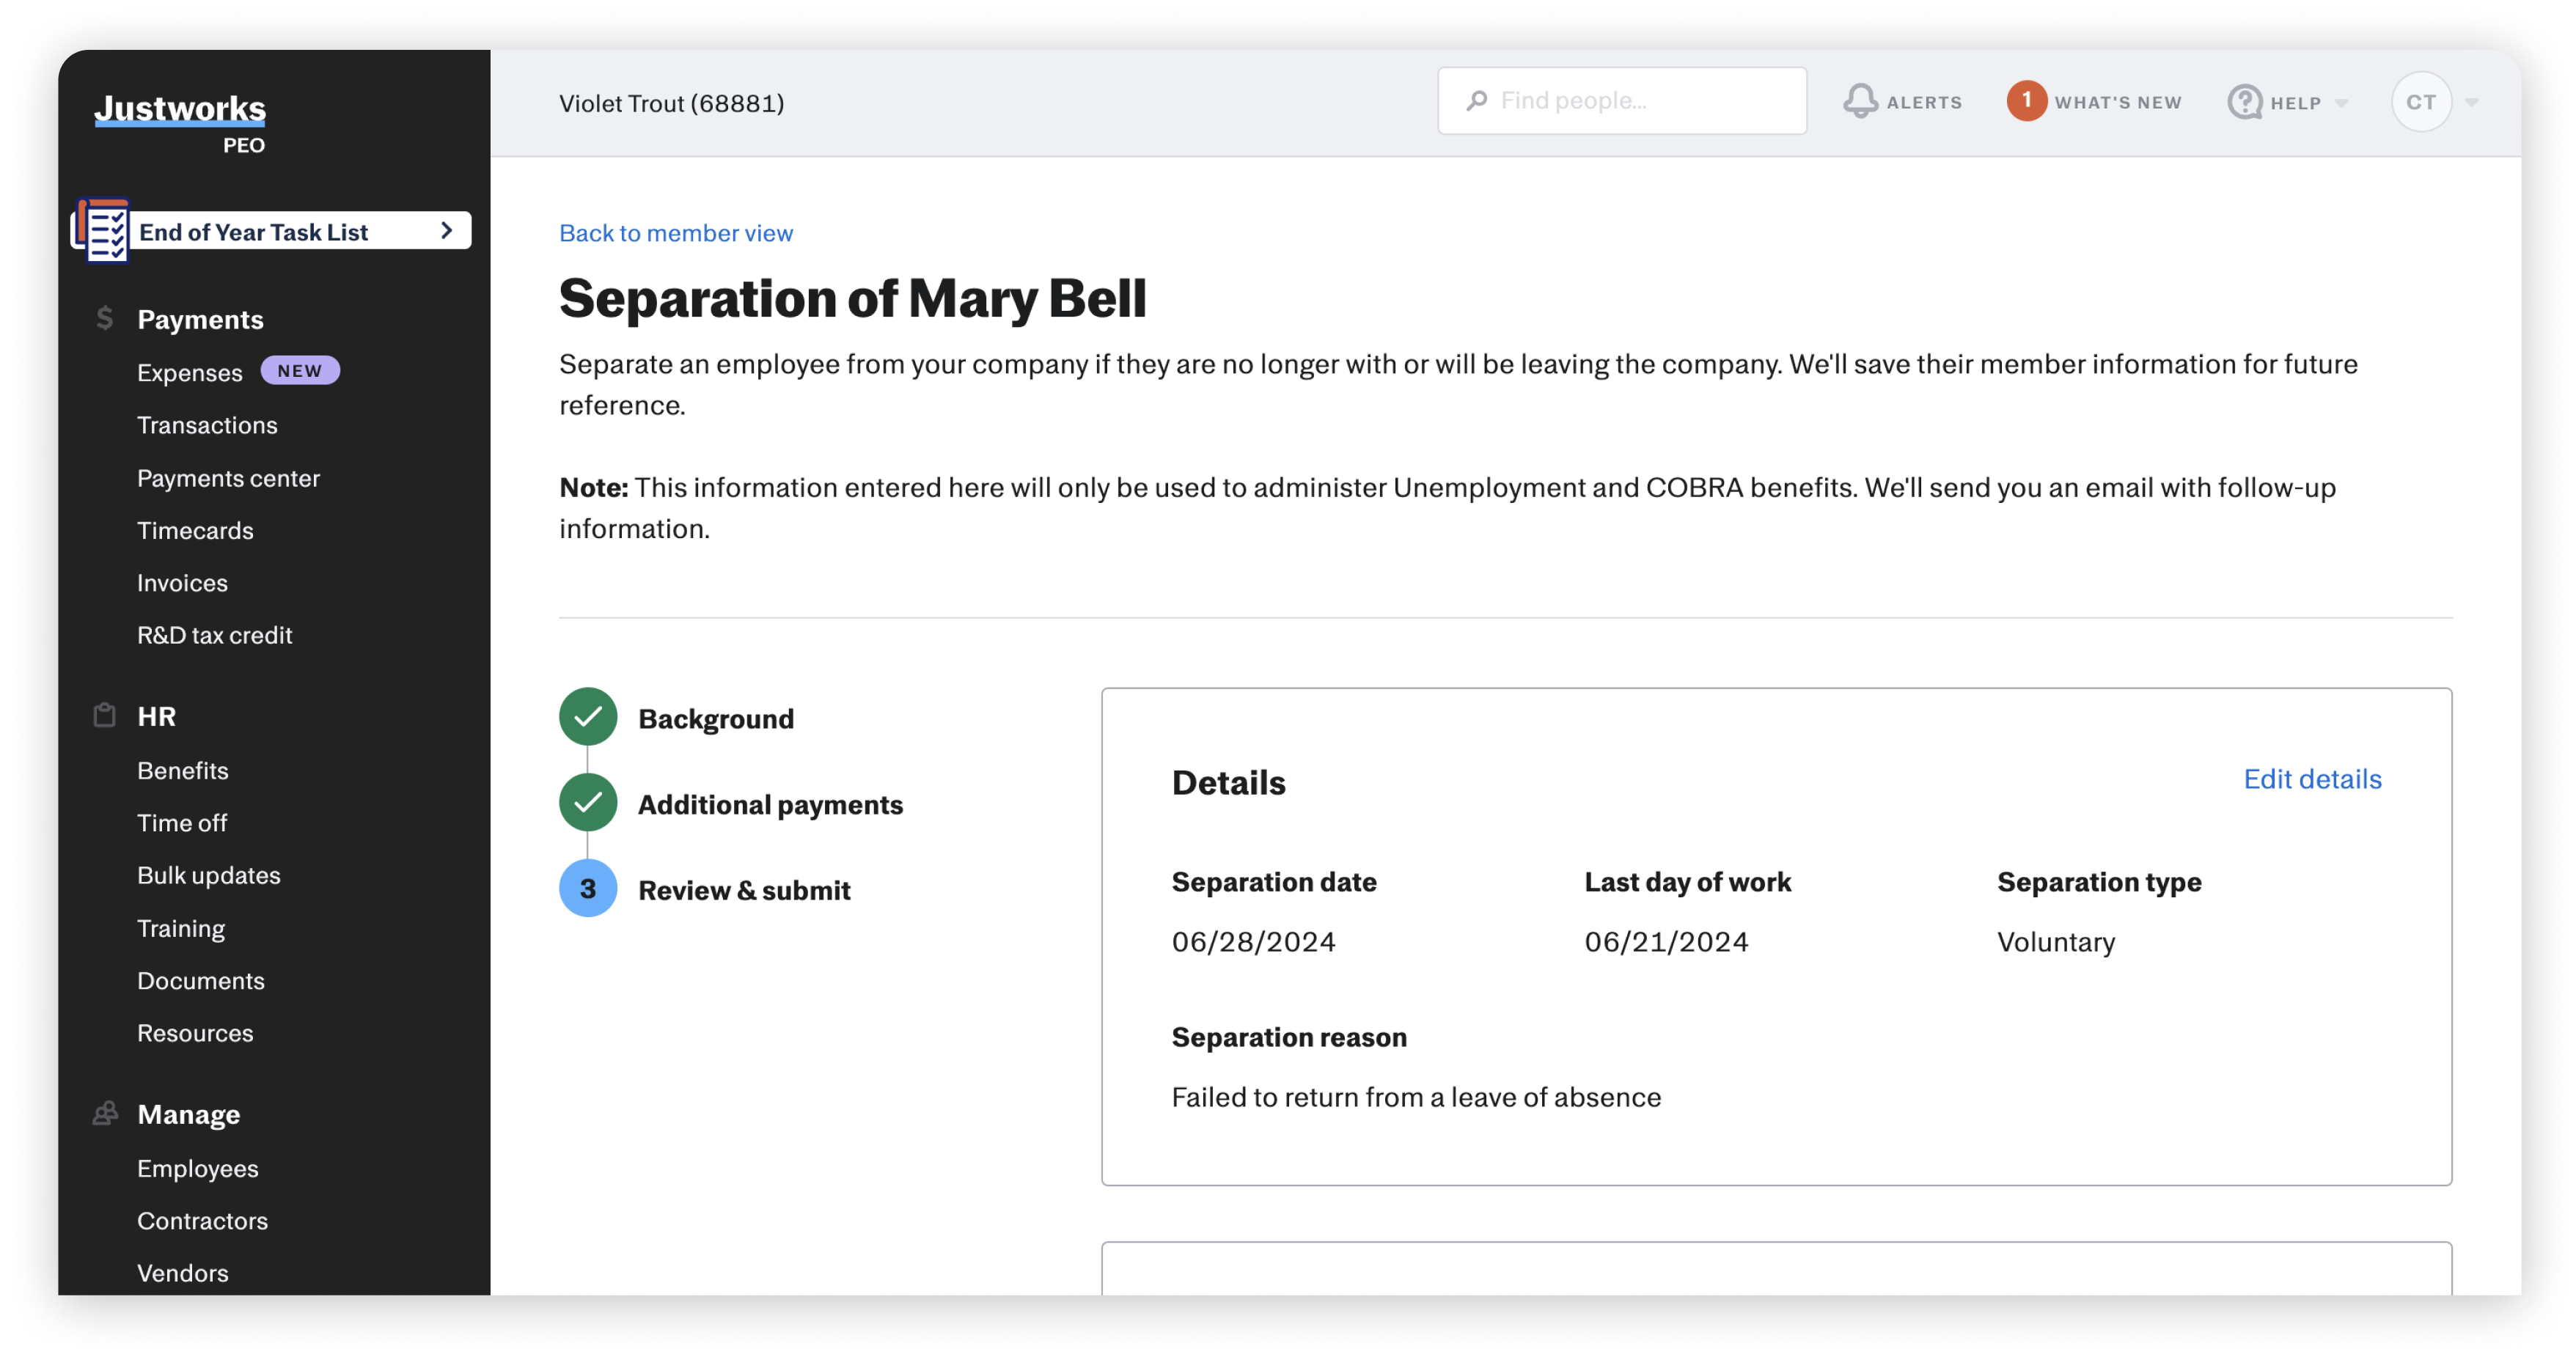 Justworks
PEO
End of Year Task List
Payments
Expenses NEW
Transactions
Payments center
Timecards
Invoices
R&D tax credit
HR
Benefits
Time off
Bulk updates
Training
Documents
Resources
Manage
Employees
Contractors
Vendors
Violet Trout (68881)
Find people...
ALERTS
1 WHAT'S NEW
HELP
CT
Back to member view
Separation of Mary Bell
Separate an employee from your company if they are no longer with or will be leaving the company. We'll save their member information for future
reference.
Note: This information entered here will only be used to administer Unemployment and COBRA benefits. We'll send you an email with follow-up
information.
Background
Additional payments
3 Review & submit
Details
Edit details
Separation date Last day of work Separation type
06/28/2024 06/21/2024 Voluntary
Separation reason
Failed to return from a leave of absence